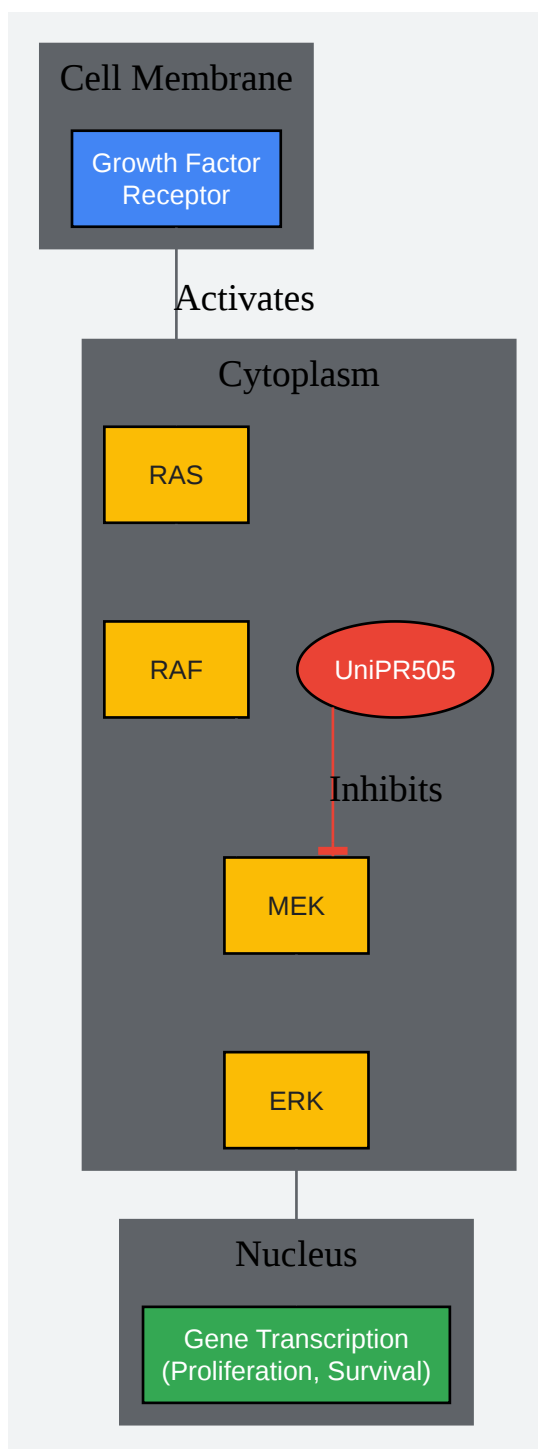 Cell Membrane
Growth Factor
Receptor
Activates
Cytoplasm
RAS
RAF
UniPR505
Inhibits
MEK
ERK
Nucleus
Gene Transcription
(Proliferation, Survival)